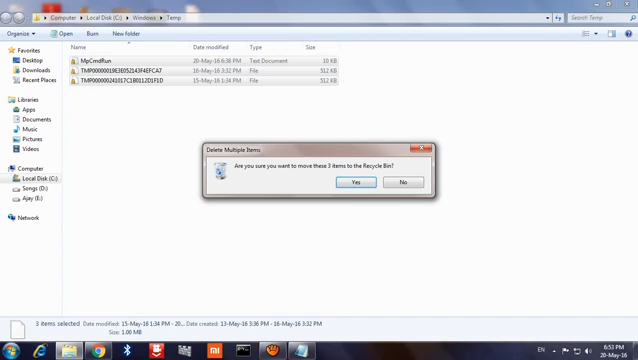 Computer ▸ Local Disk (C:) ▸ Windows ▸ Temp
Search Temp
Organise
Open
Burn
New folder
Favorites
Desktop
Downloads
Recent Places
Libraries
Apps
Documents
Music
Pictures
Videos
Computer
Local Disk (C:)
Songs (D:)
Ajay (E:)
Network
Name Date modified Type Size
MpCmdRun 20-May-16 6:38 PM Text Document 10 KB
16-May-16 3:32 PM File 512 KB
15-May-16 1:34 PM File 512 KB
Delete Multiple Items
Are you sure you want to move these 3 items to the Recycle Bin?
Yes
No
3 items selected Date modified: 15-May-16 1:34 PM - 20... Date created: 13-May-16 3:36 PM - 16-May-16 3:32 PM
Size: 1.00 MB
EN
6:53 PM
20-May-16